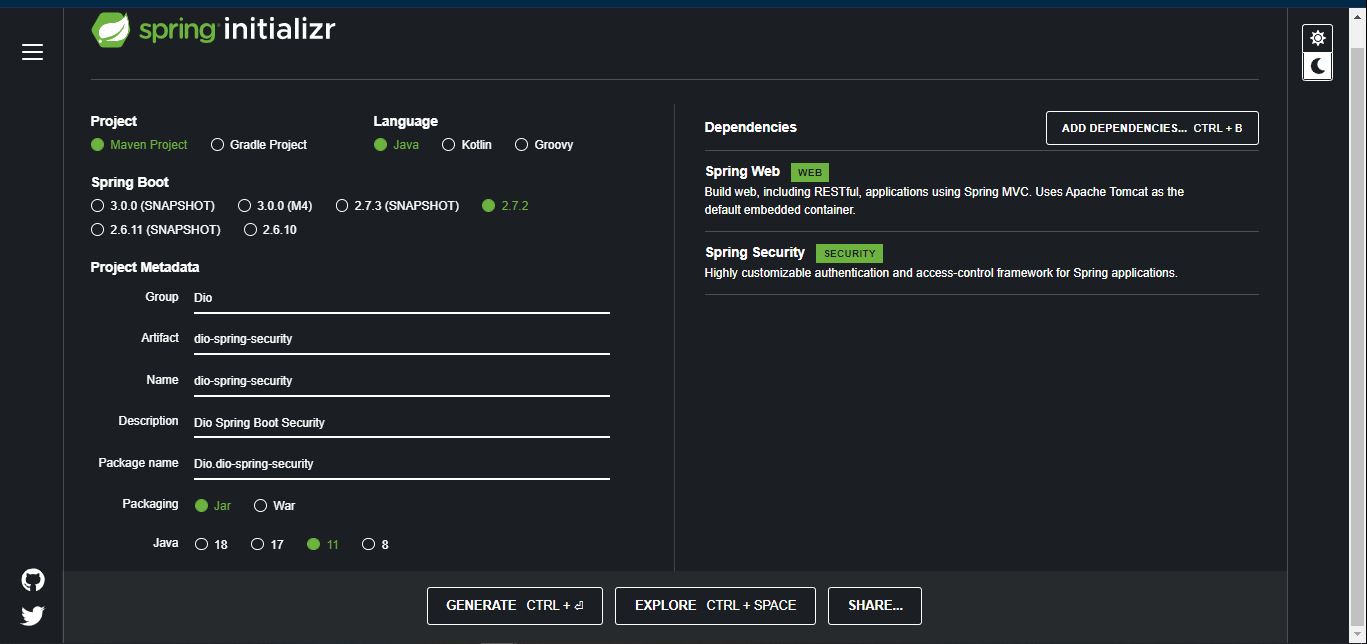 spring initializr
Project
Maven Project Gradle Project
Language
Java Kotlin Groovy
Spring Boot
3.0.0 (SNAPSHOT) 3.0.0 (M4) 2.7.3 (SNAPSHOT) 2.7.2
2.6.11 (SNAPSHOT) 2.6.10
Project Metadata
Group Dio
Artifact dio-spring-security
Name dio-spring-security
Description Dio Spring Boot Security
Package name Dio.dio-spring-security
Packaging Jar War
Java 18 17 11 8
Dependencies
ADD DEPENDENCIES... CTRL + B
Spring Web WEB
Build web, including RESTful, applications using Spring MVC. Uses Apache Tomcat as the
default embedded container.
Spring Security SECURITY
Highly customizable authentication and access-control framework for Spring applications.
GENERATE CTRL + ⏎
EXPLORE CTRL + SPACE
SHARE...